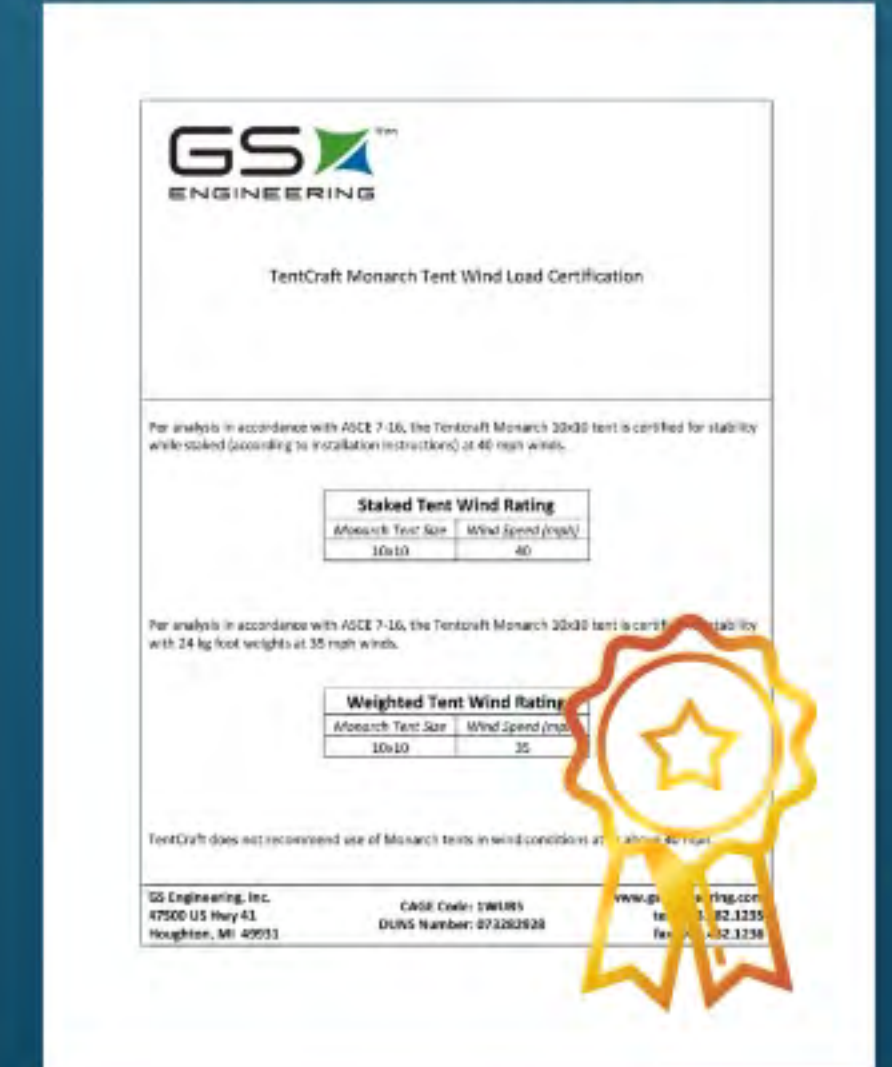 GS
TM
ENGINEERING
TentCraft Monarch Tent Wind Load Certification
Per analysis in accordance with ASCE 7-16, the Tentcraft Monarch 10x10 tent is certified for stability
while staked (according to installation instructions) at 40 mph winds.
Staked Tent Wind Rating
Monarch Tent Size Wind Speed (mph)
10x10 40
Per analysis in accordance with ASCE 7-16, the Tentcraft Monarch 10x10 tent is stability
with 24 kg foot weights at 35 mph winds.
Weighted Tent Wind Rating
Monarch Tent Size Wind Speed
10x10 35
TentCraft does not recommend use of Monarch tents in wind conditions above 40 mph.
GS Engineering, Inc.
47500 US Hwy 41
Houghton, MI 49931
CAGE Code: 1WUR5
DUNS Number: 073282928